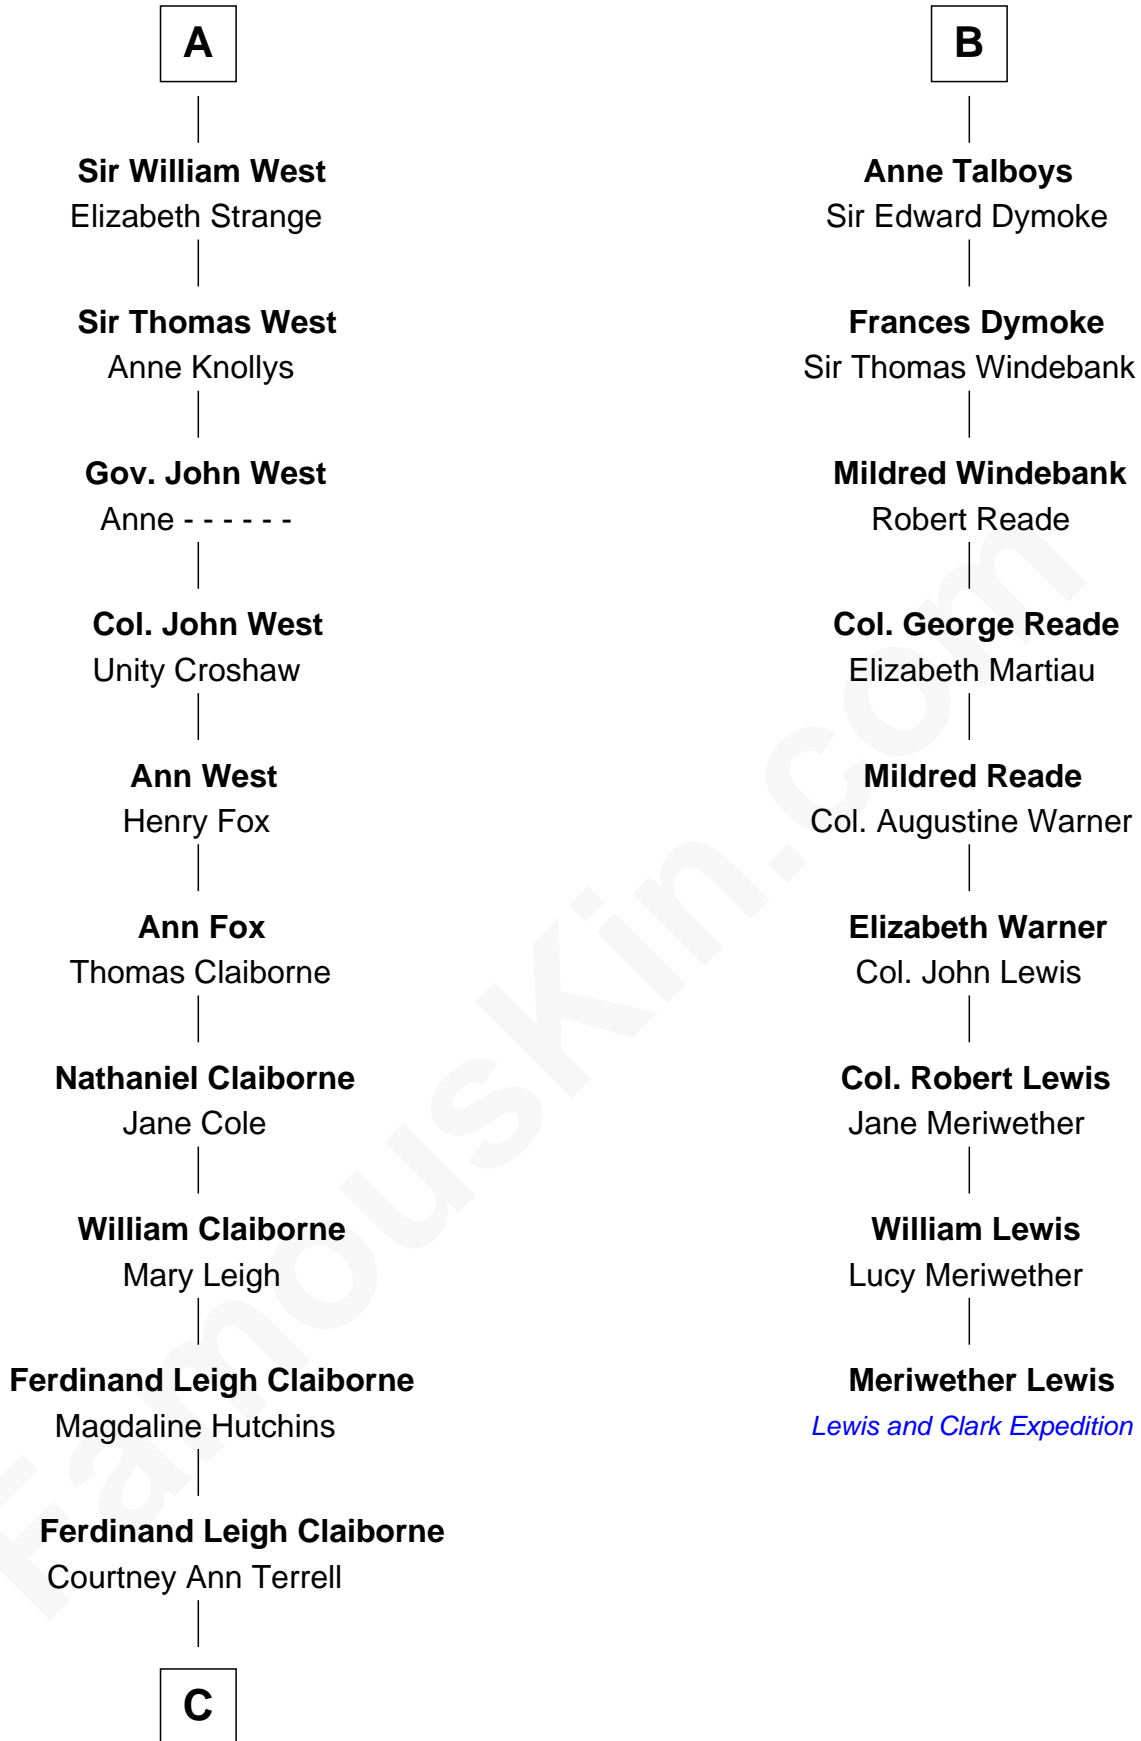 A
Sir William West
Elizabeth Strange
Sir Thomas West
Anne Knollys
Gov. John West
Anne - - - - - -
Col. John West
Unity Croshaw
Ann West
Henry Fox
Ann Fox
Thomas Claiborne
Nathaniel Claiborne
Jane Cole
William Claiborne
Mary Leigh
Ferdinand Leigh Claiborne
Magdaline Hutchins
Ferdinand Leigh Claiborne
Courtney Ann Terrell
C
B
Anne Talboys
Sir Edward Dymoke
Frances Dymoke
Sir Thomas Windebank
Mildred Windebank
Robert Reade
Col. George Reade
Elizabeth Martiau
Mildred Reade
Col. Augustine Warner
Elizabeth Warner
Col. John Lewis
Col. Robert Lewis
Jane Meriwether
William Lewis
Lucy Meriwether
Meriwether Lewis
Lewis and Clark Expedition
FamousKin.com